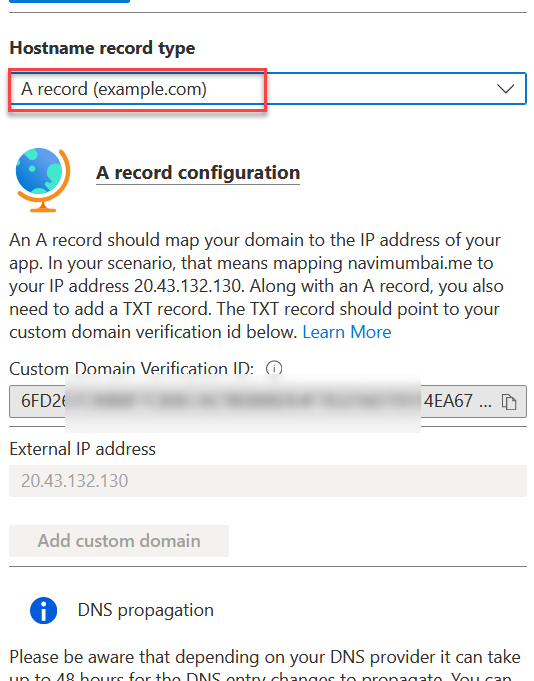 Hostname record type
A record (example.com)
A record configuration
An A record should map your domain to the IP address of your
app. In your scenario, that means mapping navimumbai.me to
your IP address 20.43.132.130. Along with an A record, you also
need to add a TXT record. The TXT record should point to your
custom domain verification id below. Learn More
Custom Domain Verification ID:
6FD26 4EA67 ...
External IP address
20.43.132.130
Add custom domain
DNS propagation
Please be aware that depending on your DNS provider it can take
up to 48 hours for the DNS entry changes to propagate. You can